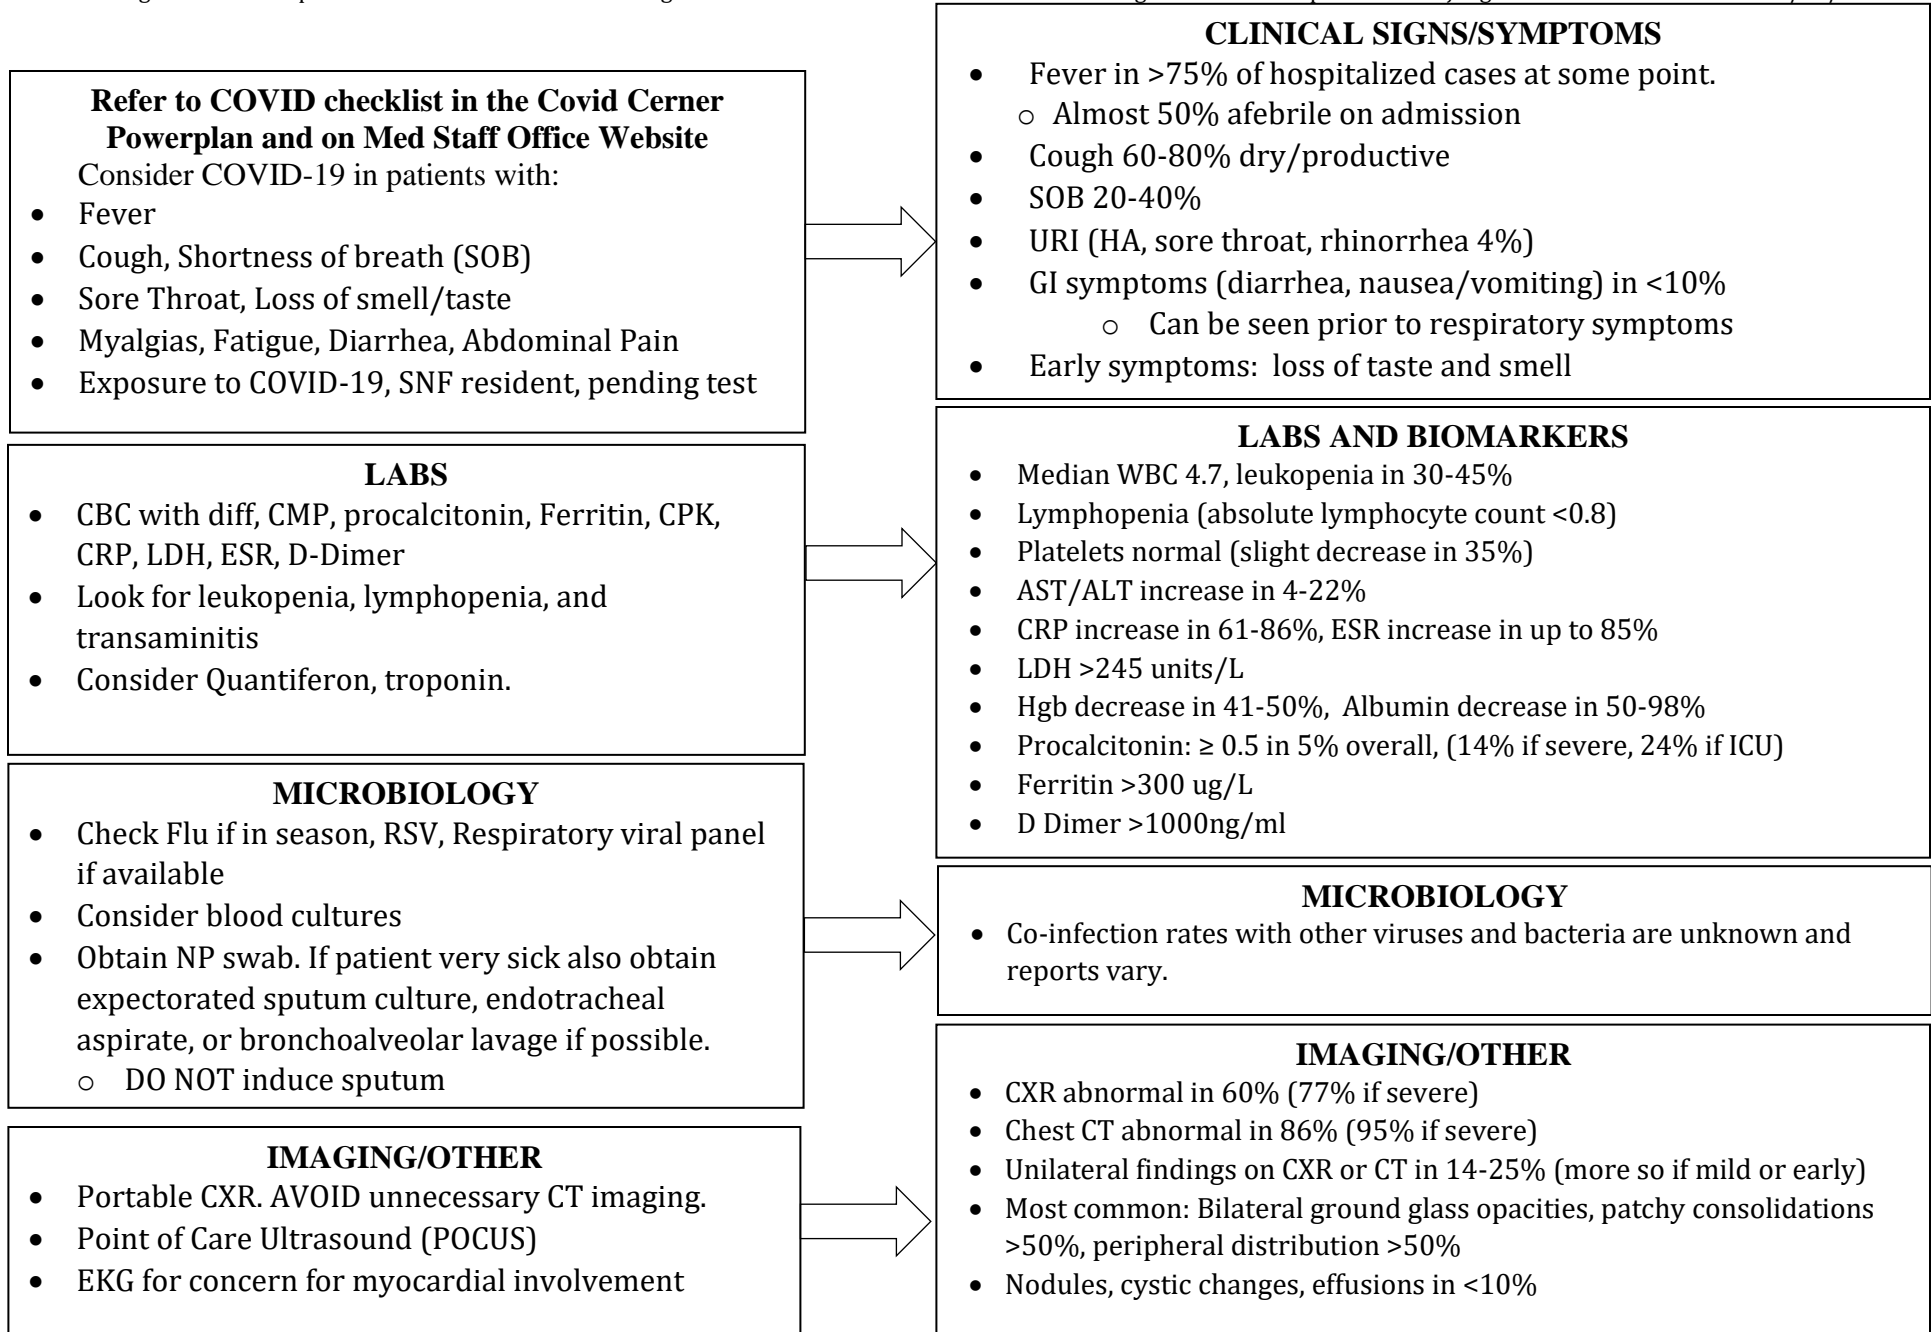 Refer to COVID checklist in the Covid Cerner
Powerplan and on Med Staff Office Website
Consider COVID-19 in patients with:
• Fever
• Cough, Shortness of breath (SOB)
• Sore Throat, Loss of smell/taste
• Myalgias, Fatigue, Diarrhea, Abdominal Pain
• Exposure to COVID-19, SNF resident, pending test
CLINICAL SIGNS/SYMPTOMS
• Fever in >75% of hospitalized cases at some point.
o Almost 50% afebrile on admission
• Cough 60-80% dry/productive
• SOB 20-40%
• URI (HA, sore throat, rhinorrhea 4%)
• GI symptoms (diarrhea, nausea/vomiting) in <10%
o Can be seen prior to respiratory symptoms
• Early symptoms: loss of taste and smell
LABS
• CBC with diff, CMP, procalcitonin, Ferritin, CPK,
CRP, LDH, ESR, D-Dimer
• Look for leukopenia, lymphopenia, and
transaminitis
• Consider Quantiferon, troponin.
LABS AND BIOMARKERS
• Median WBC 4.7, leukopenia in 30-45%
• Lymphopenia (absolute lymphocyte count <0.8)
• Platelets normal (slight decrease in 35%)
• AST/ALT increase in 4-22%
• CRP increase in 61-86%, ESR increase in up to 85%
• LDH >245 units/L
• Hgb decrease in 41-50%, Albumin decrease in 50-98%
• Procalcitonin: ≥ 0.5 in 5% overall, (14% if severe, 24% if ICU)
• Ferritin >300 ug/L
• D Dimer >1000ng/ml
MICROBIOLOGY
• Check Flu if in season, RSV, Respiratory viral panel
if available
• Consider blood cultures
• Obtain NP swab. If patient very sick also obtain
expectorated sputum culture, endotracheal
aspirate, or bronchoalveolar lavage if possible.
o DO NOT induce sputum
MICROBIOLOGY
• Co-infection rates with other viruses and bacteria are unknown and
reports vary.
IMAGING/OTHER
• Portable CXR. AVOID unnecessary CT imaging.
• Point of Care Ultrasound (POCUS)
• EKG for concern for myocardial involvement
IMAGING/OTHER
• CXR abnormal in 60% (77% if severe)
• Chest CT abnormal in 86% (95% if severe)
• Unilateral findings on CXR or CT in 14-25% (more so if mild or early)
• Most common: Bilateral ground glass opacities, patchy consolidations
>50%, peripheral distribution >50%
• Nodules, cystic changes, effusions in <10%